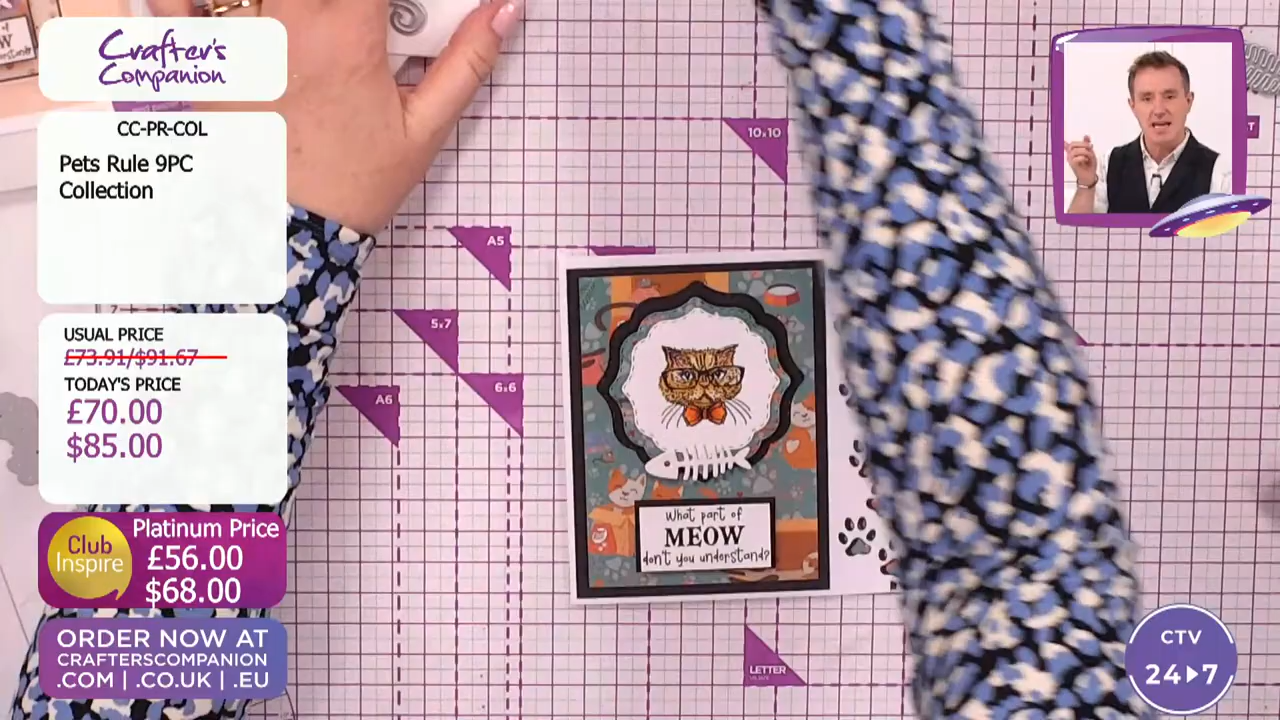 Crafter's
Companion
CC-PR-COL
Pets Rule 9PC
Collection
USUAL PRICE
£73.91/$91.67
TODAY'S PRICE
£70.00
$85.00
Club
Inspire
Platinum Price
£56.00
$68.00
ORDER NOW AT
CRAFTERSCOMPANION
.COM | .CO.UK | .EU
10x10
A5
5x7
6x6
A6
What part of
MEOW
don't you understand?
LETTER
CTV
24▶7